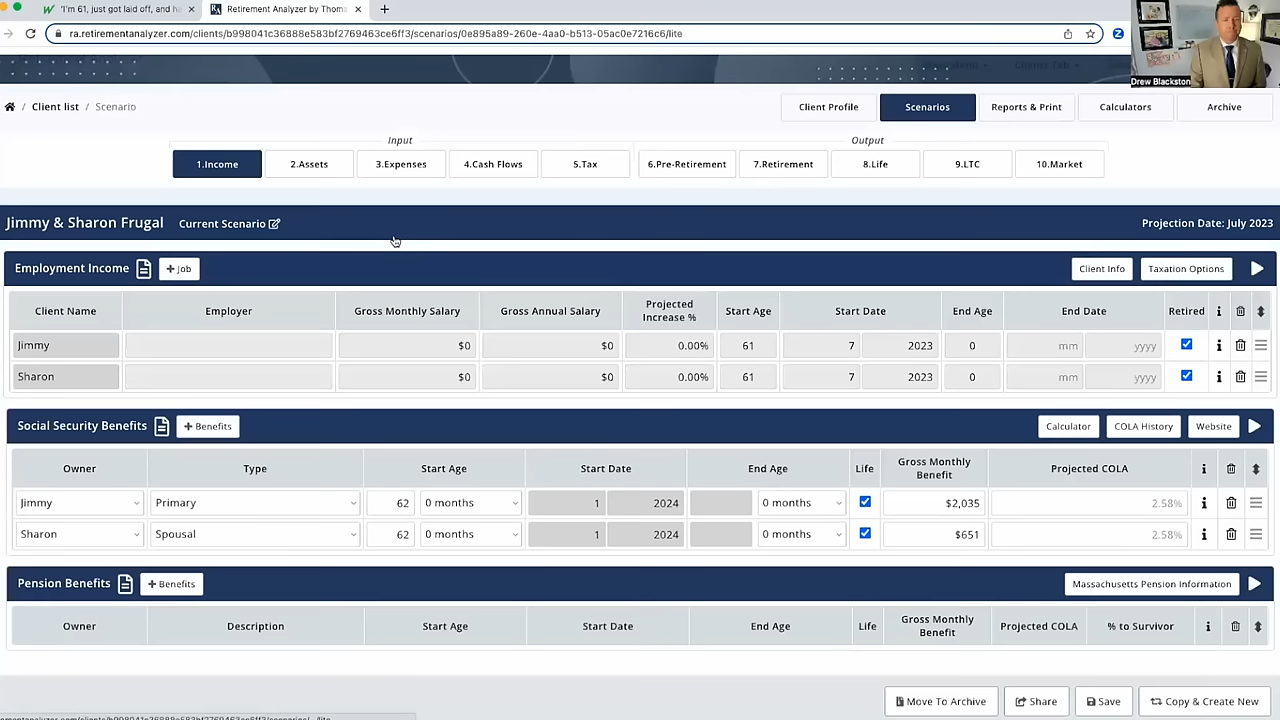 'I'm 61, just got laid off, and h
Retirement Analyzer by Thom
ra.retirementanalyzer.com/clients/b998041c36888e583bf2769463ce6ff3/scenarios/0e895a89-260e-4aa0-b513-05ac0e7216c6/lite
Drew Blackston
Client list / Scenario
Client Profile Scenarios Reports & Print Calculators Archive
Input Output
1.Income 2.Assets 3.Expenses 4.Cash Flows 5.Tax 6.Pre-Retirement 7.Retirement 8.Life 9.LTC 10.Market
Jimmy & Sharon Frugal Current Scenario Projection Date: July 2023
Employment Income + Job Client Info Taxation Options
Client Name Employer Gross Monthly Salary Gross Annual Salary Projected Increase % Start Age Start Date End Age End Date Retired
Jimmy $0 $0 0.00% 61 7 2023 0 mm yyyy
Sharon $0 $0 0.00% 61 7 2023 0 mm yyyy
Social Security Benefits + Benefits Calculator COLA History Website
Owner Type Start Age Start Date End Age Life Gross Monthly Benefit Projected COLA
Jimmy Primary 62 0 months 1 2024 0 months $2,035 2.58%
Sharon Spousal 62 0 months 1 2024 0 months $651 2.58%
Pension Benefits + Benefits Massachusetts Pension Information
Owner Description Start Age Start Date End Age Life Gross Monthly Benefit Projected COLA % to Survivor
Move To Archive Share Save Copy & Create New